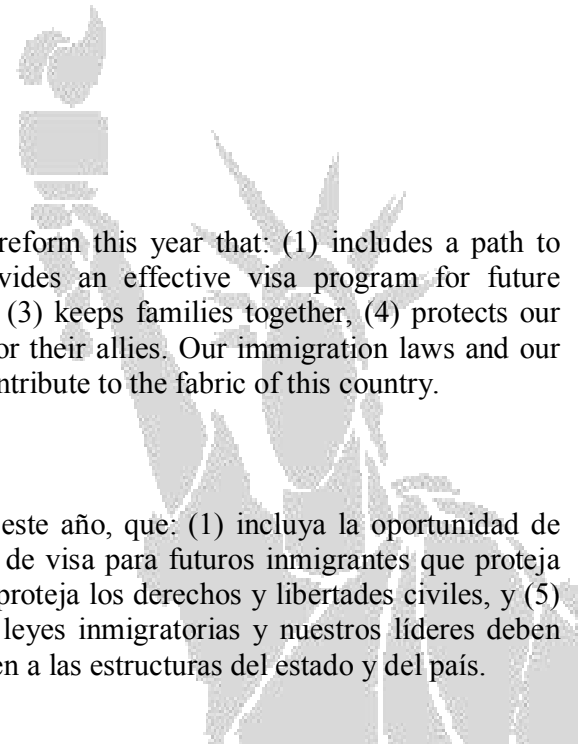 reform this year that: (1) includes a path to
vides an effective visa program for future
(3) keeps families together, (4) protects our
or their allies. Our immigration laws and our
ntribute to the fabric of this country.
este año, que: (1) incluya la oportunidad de
de visa para futuros inmigrantes que proteja
proteja los derechos y libertades civiles, y (5)
leyes inmigratorias y nuestros líderes deben
en a las estructuras del estado y del país.